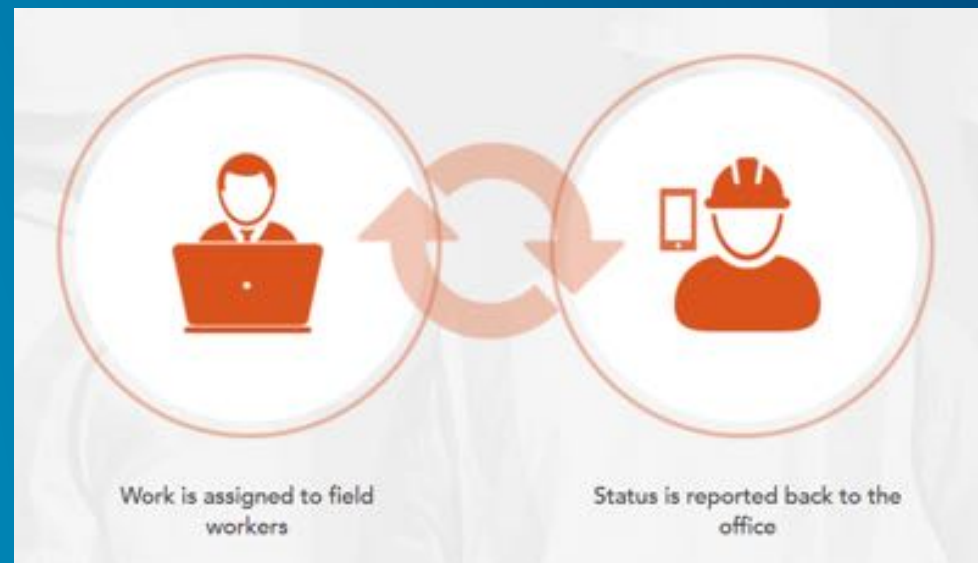 Work is assigned to field
workers
Status is reported back to the
office